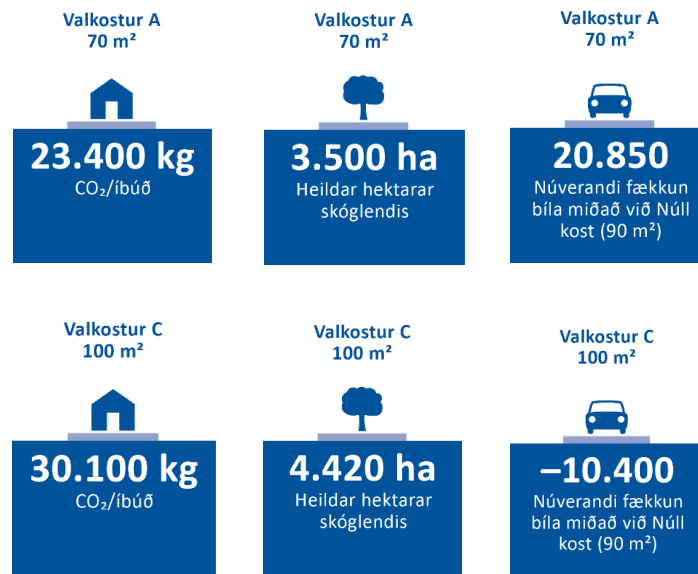 Valkostur A
70 m²
23.400 kg
CO₂/íbúð
Valkostur A
70 m²
3.500 ha
Heildar hektarar
skóglendis
Valkostur A
70 m²
20.850
Núverandi fækkun
bíla miðað við Núll
kost (90 m²)
Valkostur C
100 m²
30.100 kg
CO₂/íbúð
Valkostur C
100 m²
4.420 ha
Heildar hektarar
skóglendis
Valkostur C
100 m²
–10.400
Núverandi fækkun
bíla miðað við Núll
kost (90 m²)